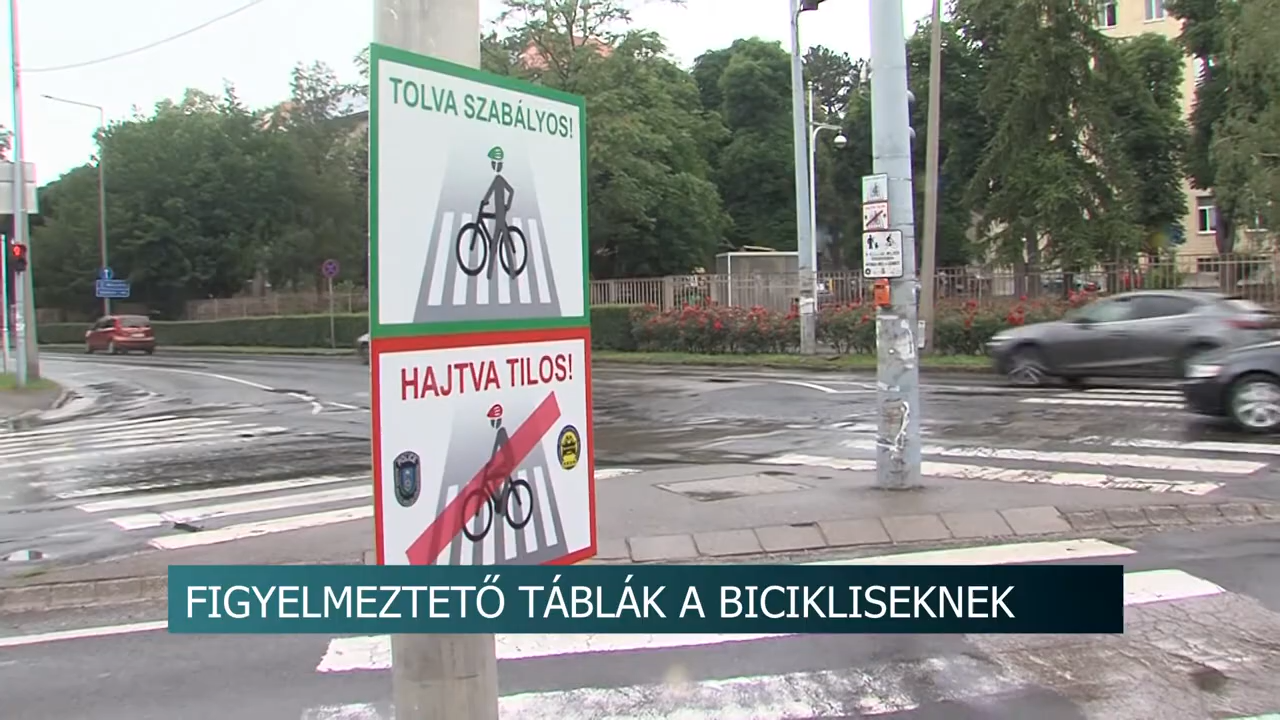 TOLVA SZABÁLYOS!
HAJTVA TILOS!
FIGYELMEZTETŐ TÁBLÁK A BICIKLISEKNEK